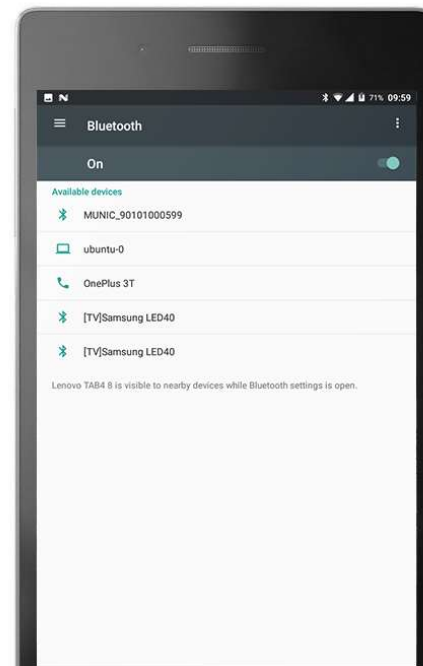 71% 09:59
Bluetooth
On
Available devices
MUNIC_90101000599
ubuntu-0
OnePlus 3T
[TV]Samsung LED40
[TV]Samsung LED40
Lenovo TAB4 8 is visible to nearby devices while Bluetooth settings is open.